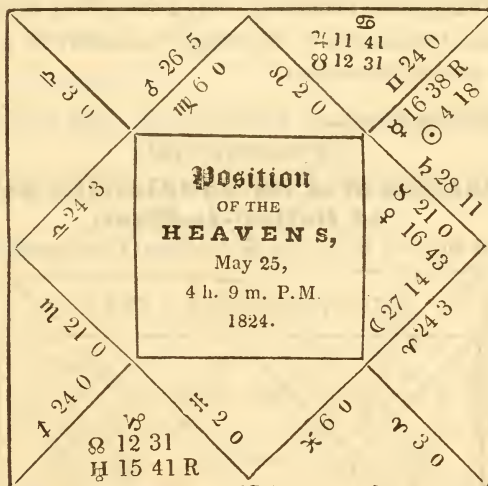 ♋
♃ 11 41
☋ 12 31
♎ 3 0
♂ 26 5
♍ 6 0
♌ 2 0
♊ 24 0
☿ 16 38 R
☉ 4 18
♄ 28 11
♉ 21 0
♀ 16 43
♎ 24 3
Position
OF THE
HEAVENS,
May 25,
4 h. 9 m. P.M.
1824.
☽ 27 14
♈ 24 3
♏ 21 0
♐ 24 0
♑
☊ 12 31
♅ 15 41 R
♒ 2 0
♓ 6 0
♈ 3 0